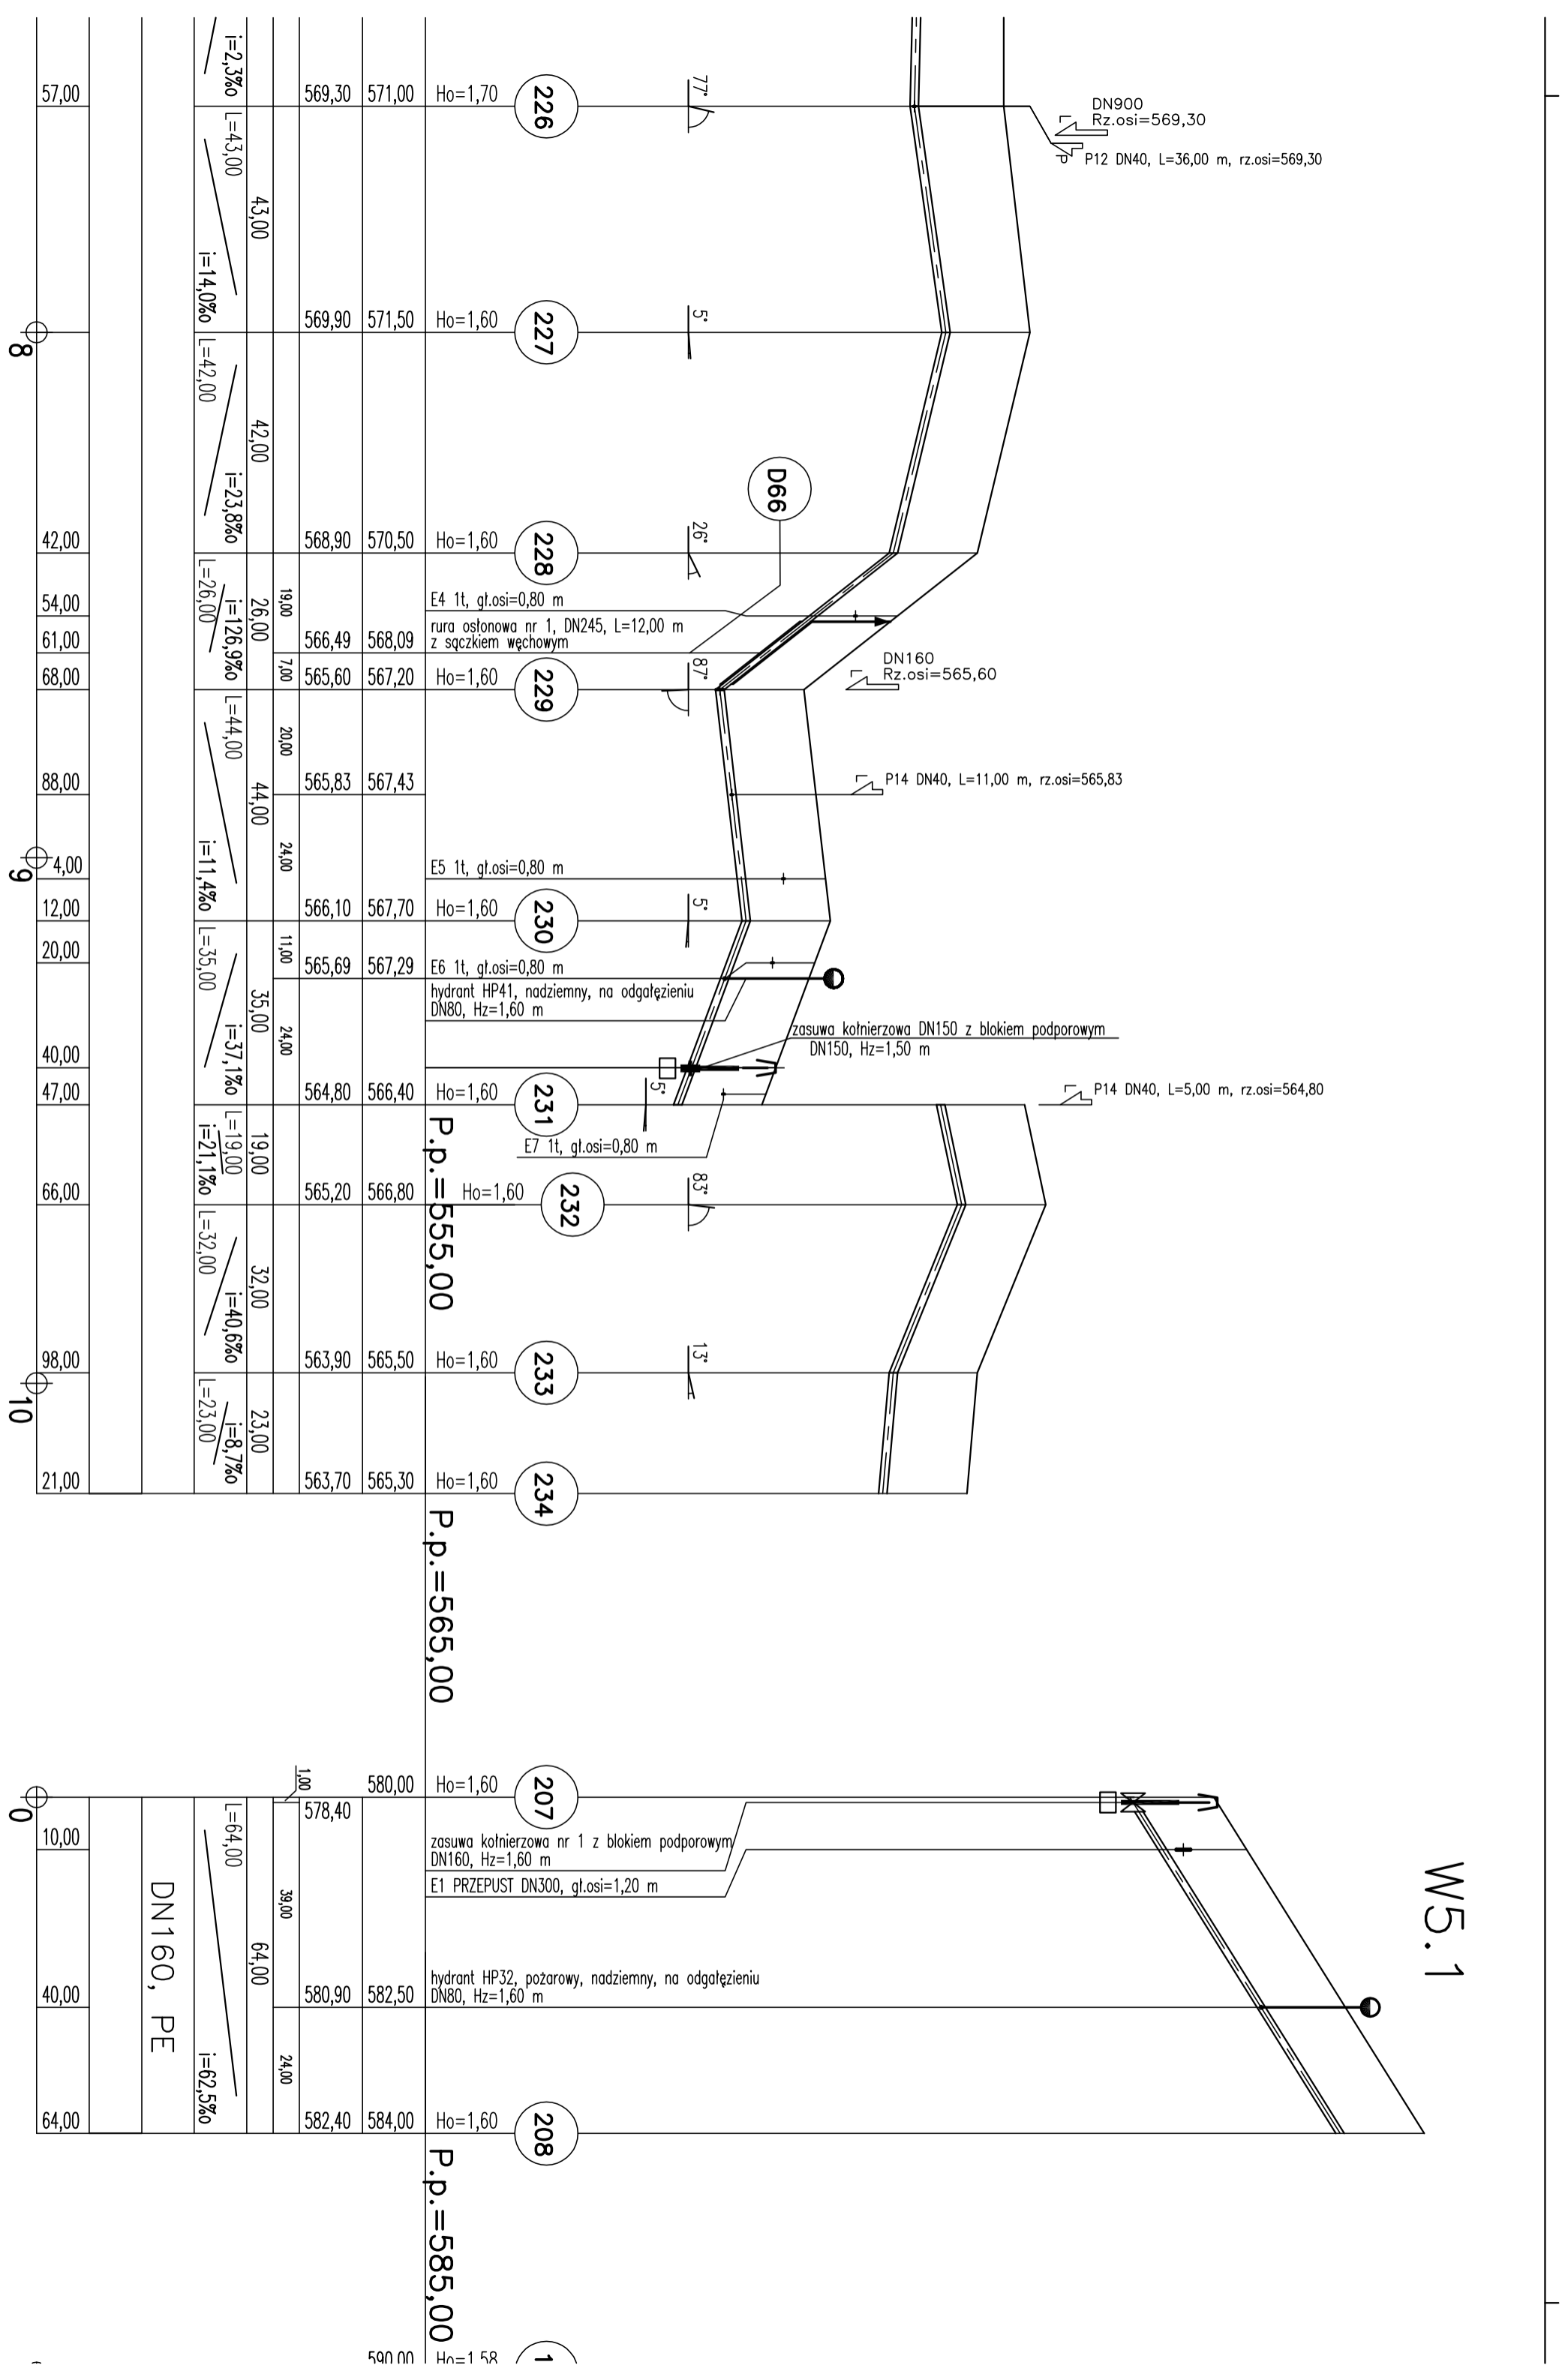 i=2,3‰
57,00
569,30
571,00
Ho=1,70
226
77°
DN900
Rz.osi=569,30
L
P
P12 DN40, L=36,00 m, rz.osi=569,30
L=43,00
43,00
i=14,0‰
8
569,90
571,50
Ho=1,60
227
5°
L=42,00
42,00
i=23,8‰
D66
42,00
568,90
570,50
Ho=1,60
228
26°
54,00
19,00
E4 1t, gł.osi=0,80 m
L=26,00
26,00
i=126,9‰
61,00
566,49
568,09
rura osłonowa nr 1, DN245, L=12,00 m
z sączkiem węchowym
7,00
68,00
565,60
567,20
Ho=1,60
229
87°
DN160
Rz.osi=565,60
L
L=44,00
20,00
44,00
88,00
565,83
567,43
L
P14 DN40, L=11,00 m, rz.osi=565,83
24,00
i=11,4‰
9
4,00
E5 1t, gł.osi=0,80 m
12,00
566,10
567,70
Ho=1,60
230
5°
L=35,00
11,00
20,00
565,69
567,29
E6 1t, gł.osi=0,80 m
35,00
hydrant HP41, nadziemny, na odgałęzieniu
DN80, Hz=1,60 m
24,00
i=37,1‰
zasuwa kołnierzowa DN150 z blokiem podporowym
DN150, Hz=1,50 m
40,00
47,00
564,80
566,40
Ho=1,60
231
5°
L
P14 DN40, L=5,00 m, rz.osi=564,80
E7 1t, gł.osi=0,80 m
P.p.=555,00
L=19,00
i=21,1‰
19,00
66,00
565,20
566,80
Ho=1,60
232
83°
L=32,00
32,00
i=40,6‰
98,00
563,90
565,50
Ho=1,60
233
13°
10
L=23,00
23,00
i=8,7‰
21,00
563,70
565,30
Ho=1,60
234
P.p.=565,00
W5.1
0
1,00
580,00
Ho=1,60
207
578,40
L=64,00
10,00
zasuwa kołnierzowa nr 1 z blokiem podporowym
DN160, Hz=1,60 m
E1 PRZEPUST DN300, gł.osi=1,20 m
DN160, PE
39,00
64,00
hydrant HP32, pożarowy, nadziemny, na odgałęzieniu
DN80, Hz=1,60 m
40,00
580,90
582,50
24,00
i=62,5‰
64,00
582,40
584,00
Ho=1,60
208
P.p.=585,00
590,00
Ho=1,58
1